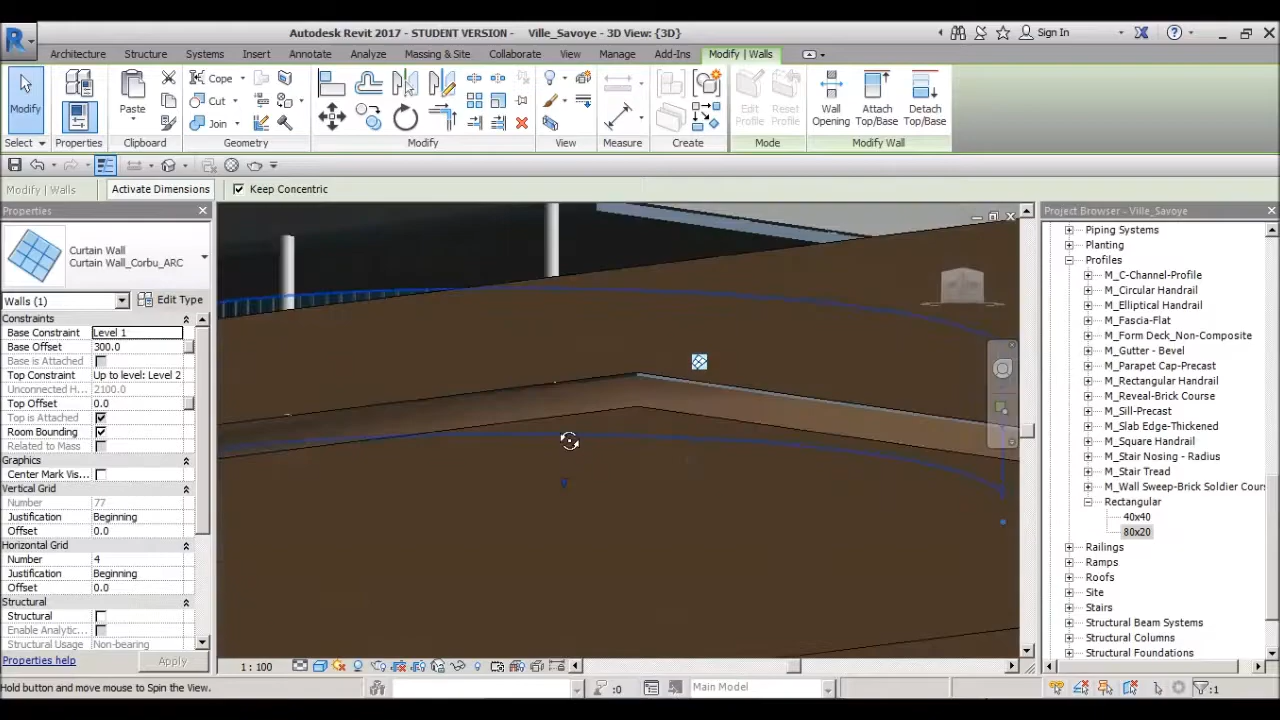 Autodesk Revit 2017 - STUDENT VERSION - Ville_Savoye - 3D View: {3D}
Sign In
Architecture Structure Systems Insert Annotate Analyze Massing & Site Collaborate View Manage Add-Ins Modify | Walls
Modify
Paste
Cope
Cut
Join
Edit Profile
Reset Profile
Wall Opening
Attach Top/Base
Detach Top/Base
Select Properties Clipboard Geometry Modify View Measure Create Mode Modify Wall
Modify | Walls
Activate Dimensions
Keep Concentric
Properties
Curtain Wall
Curtain Wall_Corbu_ARC
Walls (1)
Edit Type
Constraints
Base Constraint Level 1
Base Offset 300.0
Base is Attached
Top Constraint Up to level: Level 2
Unconnected H... 2100.0
Top Offset 0.0
Top is Attached
Room Bounding
Related to Mass
Graphics
Center Mark Vis...
Vertical Grid
Number 77
Justification Beginning
Offset 0.0
Horizontal Grid
Number 4
Justification Beginning
Offset 0.0
Structural
Structural
Enable Analytic...
Structural Usage Non-bearing
Properties help
Apply
Project Browser - Ville_Savoye
Piping Systems
Planting
Profiles
M_C-Channel-Profile
M_Circular Handrail
M_Elliptical Handrail
M_Fascia-Flat
M_Form Deck_Non-Composite
M_Gutter - Bevel
M_Parapet Cap-Precast
M_Rectangular Handrail
M_Reveal-Brick Course
M_Sill-Precast
M_Slab Edge-Thickened
M_Square Handrail
M_Stair Nosing - Radius
M_Stair Tread
M_Wall Sweep-Brick Soldier Cour
Rectangular
40x40
80x20
Railings
Ramps
Roofs
Site
Stairs
Structural Beam Systems
Structural Columns
Structural Foundations
1 : 100
Hold button and move mouse to Spin the View.
:0
Main Model
:1